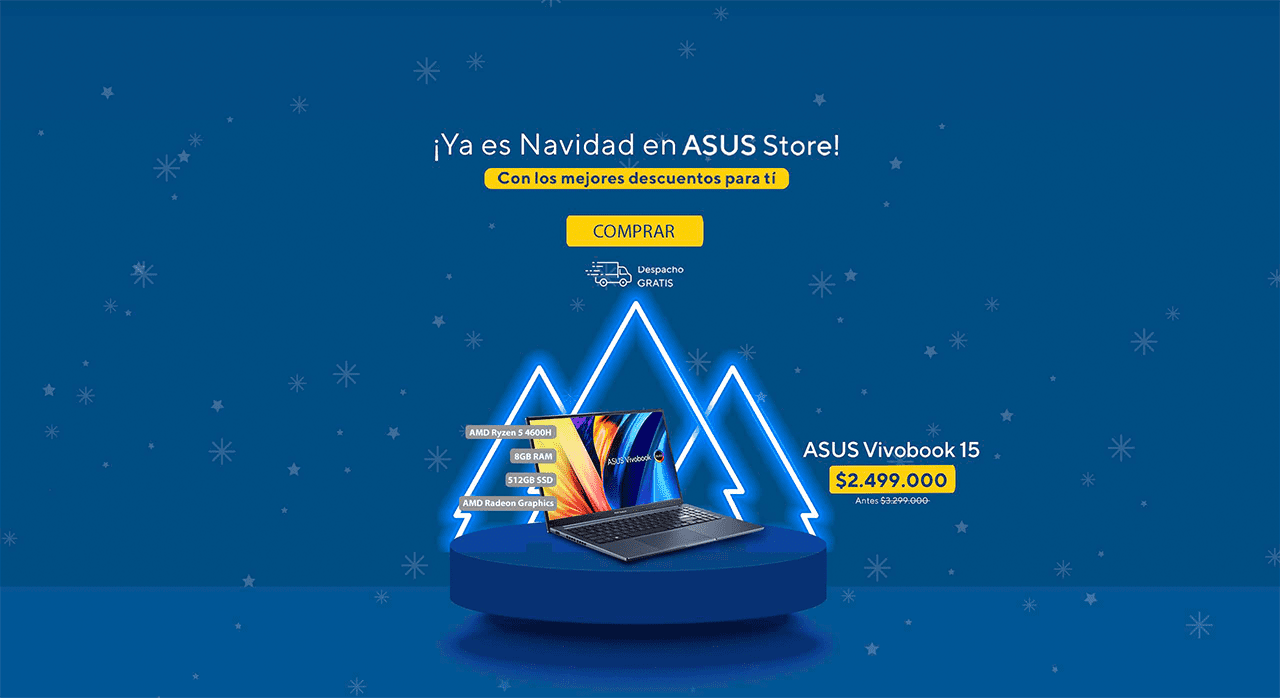 ¡Ya es Navidad en ASUS Store!
Con los mejores descuentos para tí
COMPRAR
Despacho
GRATIS
AMD Ryzen 5 4600H
8GB RAM
512GB SSD
AMD Radeon Graphics
ASUS Vivobook
ASUS Vivobook 15
$2.499.000
Antes $3.299.000